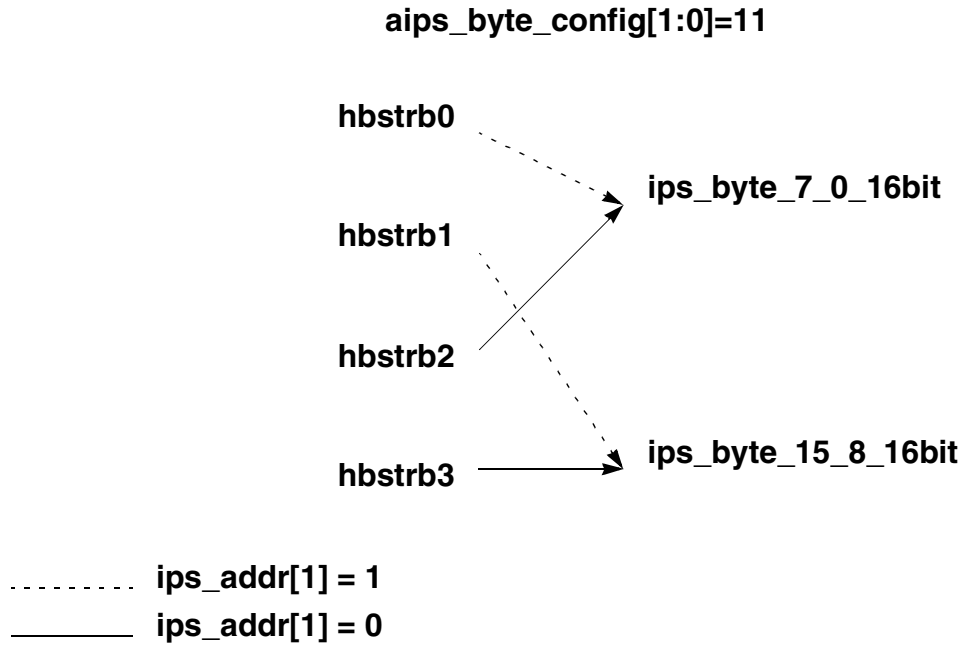 aips_byte_config[1:0]=11
hbstrb0
ips_byte_7_0_16bit
hbstrb1
hbstrb2
ips_byte_15_8_16bit
hbstrb3
ips_addr[1] = 1
ips_addr[1] = 0